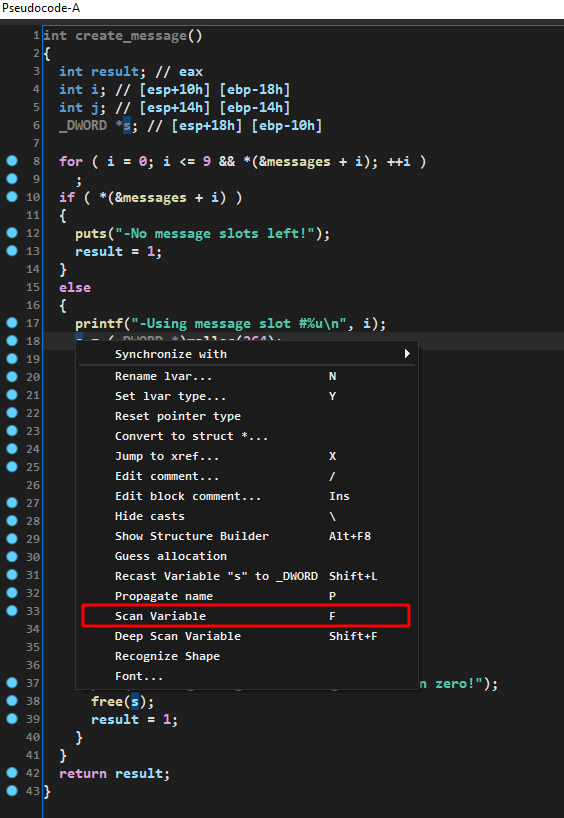 Pseudocode-A
1 int create_message()
2 {
3 int result; // eax
4 int i; // [esp+10h] [ebp-18h]
5 int j; // [esp+14h] [ebp-14h]
6 _DWORD *s; // [esp+18h] [ebp-10h]
7
8 for ( i = 0; i <= 9 && *(&messages + i); ++i )
9 ;
10 if ( *(&messages + i) )
11 {
12 puts("-No message slots left!");
13 result = 1;
14 }
15 else
16 {
17 printf("-Using message slot #%u\n", i);
18 s = (_DWORD *)malloc(264);
19 Synchronize with
20 Rename lvar... N
21 Set lvar type... Y
22 Reset pointer type
23 Convert to struct *...
24 Jump to xref... X
25 Edit comment... /
26 Edit block comment... Ins
27 Hide casts \
28 Show Structure Builder Alt+F8
29 Guess allocation
30
31 Recast Variable "s" to _DWORD Shift+L
32 Propagate name P
33 Scan Variable F
34 Deep Scan Variable Shift+F
35 Recognize Shape
36 Font...
37 n zero!");
38 free(s);
39 result = 1;
40 }
41 }
42 return result;
43 }